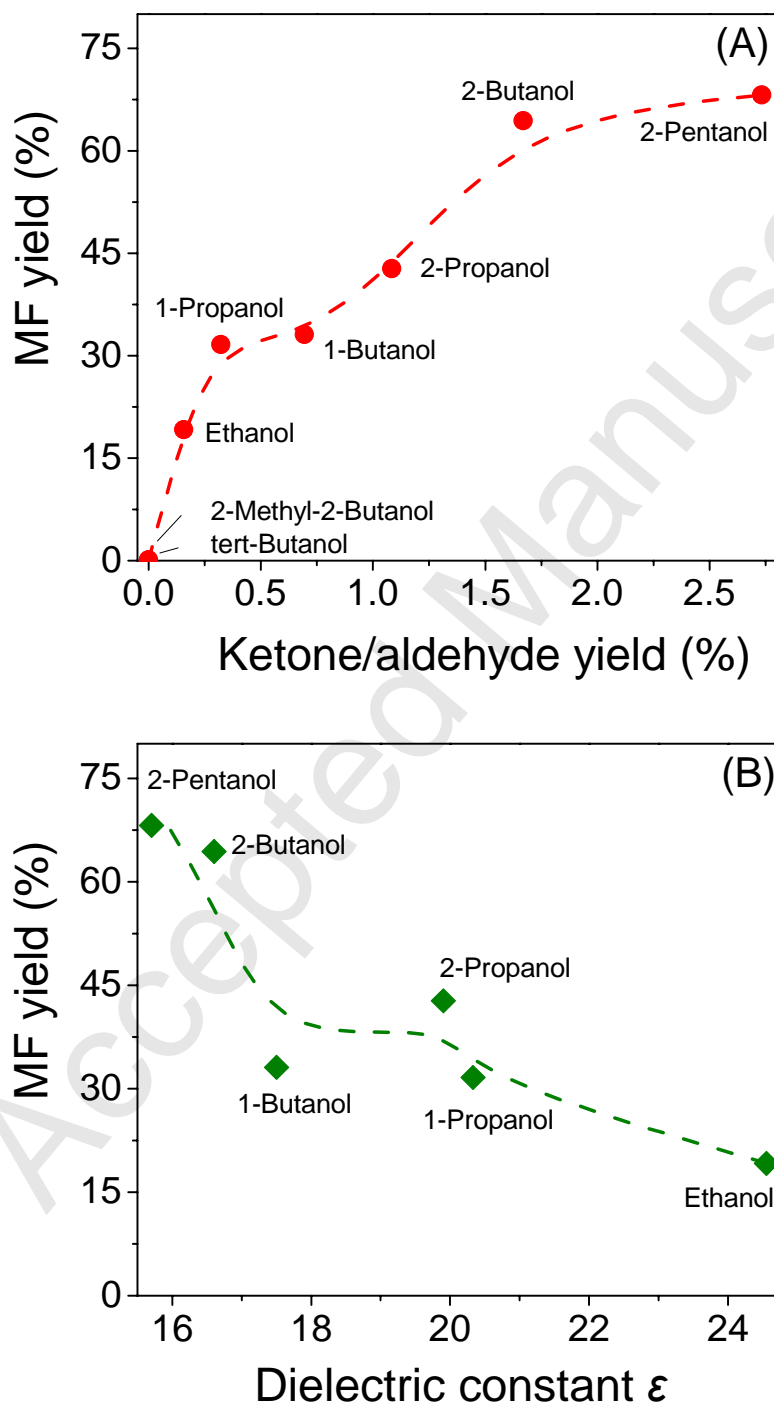 (A)
75
60
45
30
15
0
MF yield (%)
2-Butanol
2-Pentanol
2-Propanol
1-Propanol
1-Butanol
Ethanol
2-Methyl-2-Butanol
tert-Butanol
0.0 0.5 1.0 1.5 2.0 2.5
Ketone/aldehyde yield (%)
(B)
75
60
45
30
15
0
MF yield (%)
2-Pentanol
2-Butanol
2-Propanol
1-Butanol
1-Propanol
Ethanol
16 18 20 22 24
Dielectric constant ε
Accepted Manus